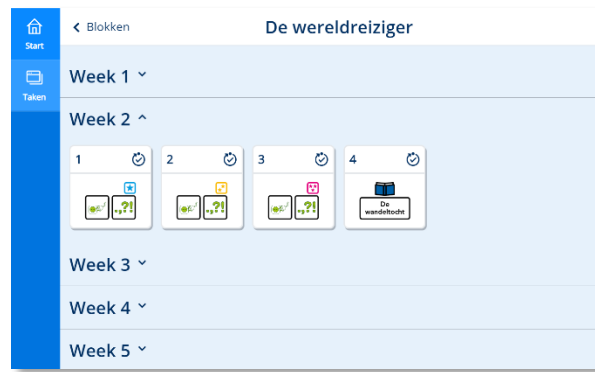 Start
Taken
Blokken
De wereldreiziger
Week 1
Week 2
1
2
3
4
.,?!
.,?!
.,?!
De
wandeltocht
Week 3
Week 4
Week 5